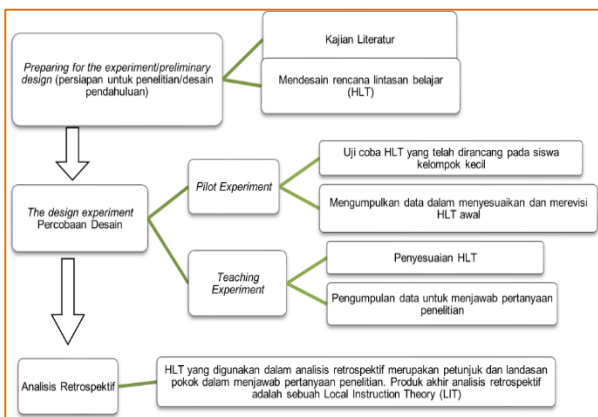 Preparing for the experiment/preliminary
design (persiapan untuk penelitian/desain
pendahuluan)
Kajian Literatur
Mendesain rencana lintasan belajar
(HLT)
The design experiment
Percobaan Desain
Pilot Experiment
Uji coba HLT yang telah dirancang pada siswa
kelompok kecil
Mengumpulkan data dalam menyesuaikan dan merevisi
HLT awal
Teaching
Experiment
Penyesuaian HLT
Pengumpulan data untuk menjawab pertanyaan
penelitian
Analisis Retrospektif
HLT yang digunakan dalam analisis retrospektif merupakan petunjuk dan landasan
pokok dalam menjawab pertanyaan penelitian. Produk akhir analisis retrospektif
adalah sebuah Local Instruction Theory (LIT)